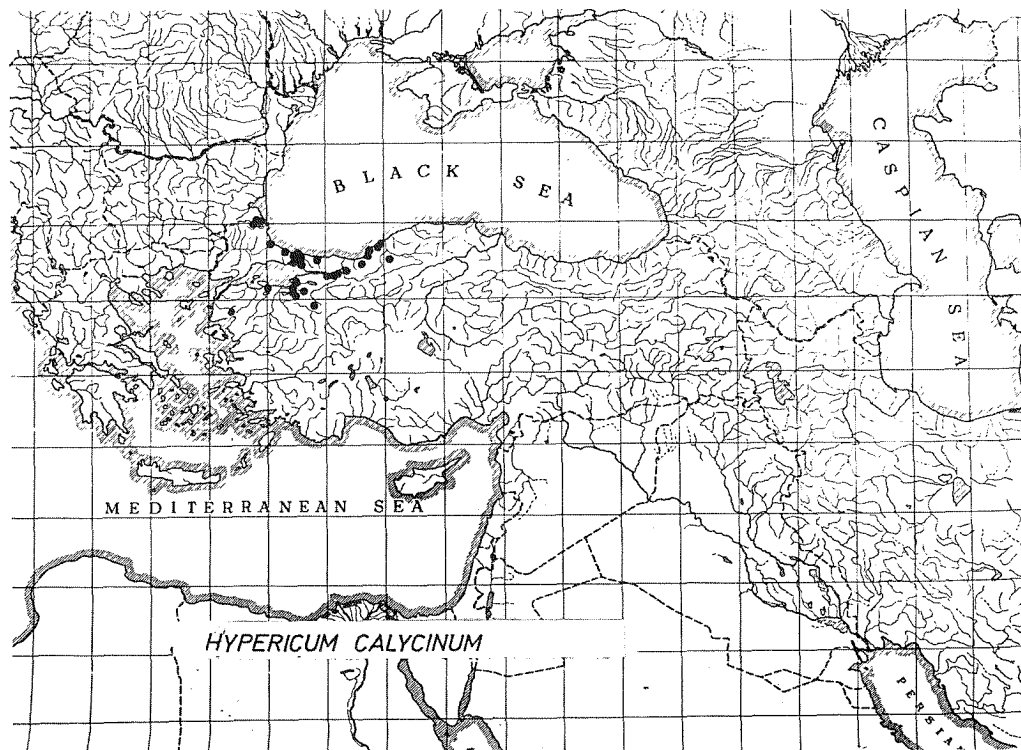 BLACK SEA
CASPIAN SEA
MEDITERRANEAN SEA
HYPERICUM CALYCINUM
PERSIA